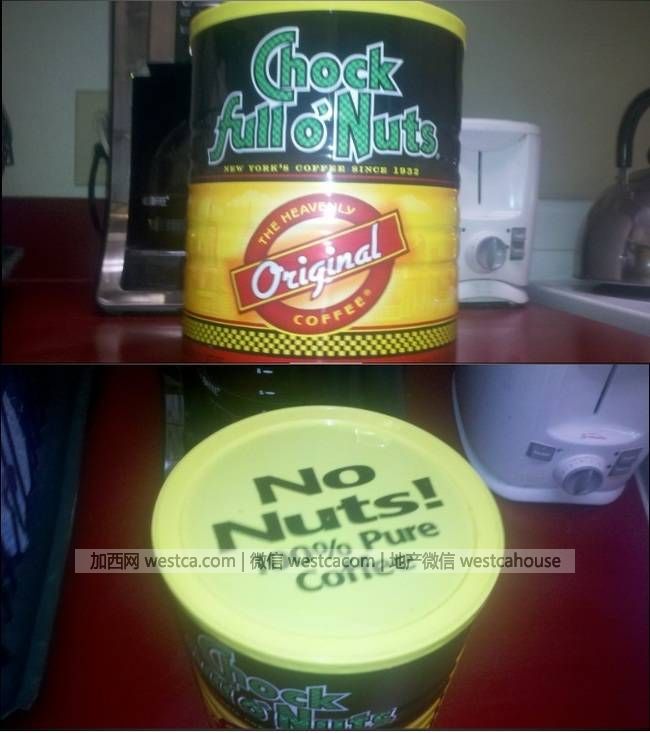 Chock
full o' Nuts
NEW YORK'S COFFEE SINCE 1932
THE HEAVENLY
Original
COFFEE®
No
Nuts!
100% Pure
Coffee
加西网 westca.com | 微信 westcacom | 地产微信 westcahouse
Chock
full o' Nuts